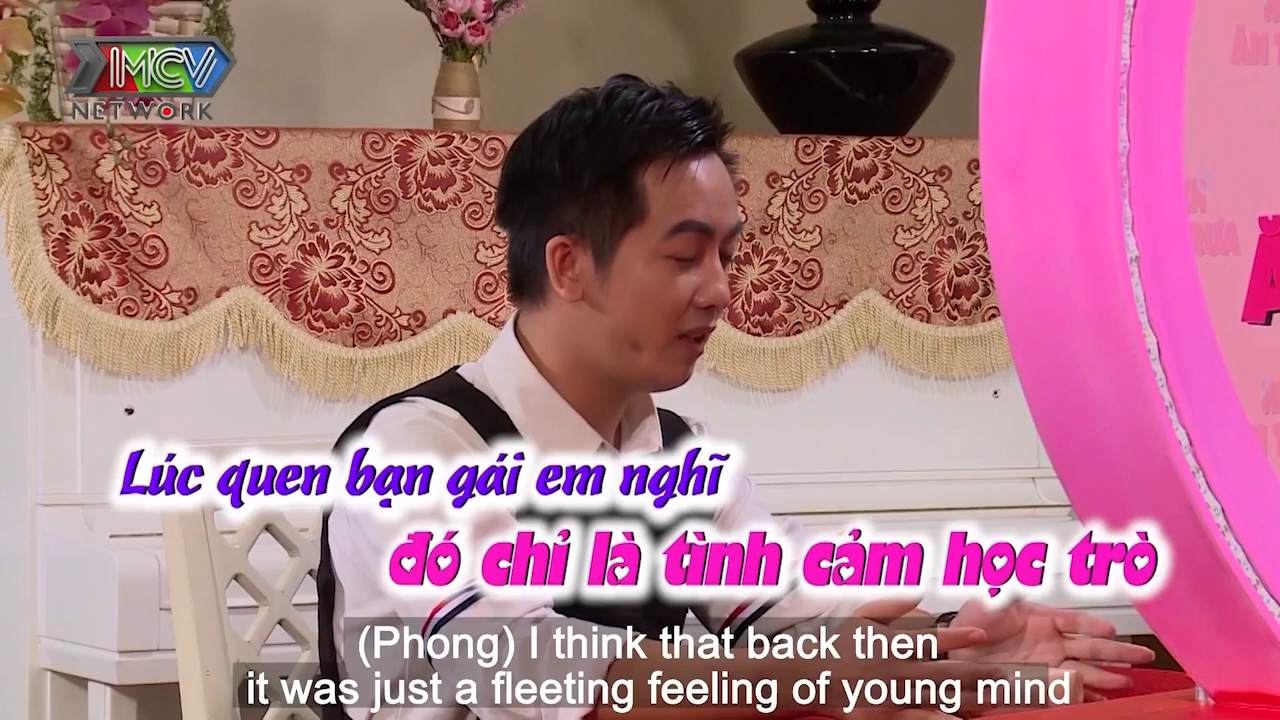 MCV
NETWORK
Lúc quen bạn gái em nghĩ
đó chỉ là tình cảm học trò
(Phong) I think that back then
it was just a fleeting feeling of young mind